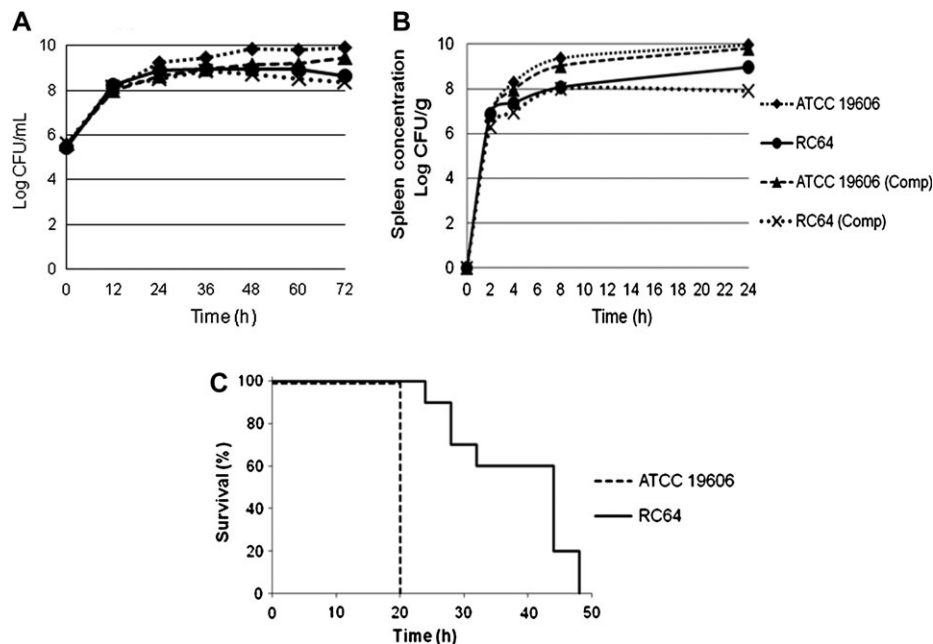 A
Log CFU/mL
10
8
6
4
2
0
0 12 24 36 48 60 72
Time (h)
B
Spleen concentration
Log CFU/g
10
8
6
4
2
0
0 2 4 6 8 10 12 14 16 18 20 22 24
Time (h)
ATCC 19606
RC64
ATCC 19606 (Comp)
RC64 (Comp)
C
Survival (%)
100
80
60
40
20
0
0 10 20 30 40 50
Time (h)
ATCC 19606
RC64